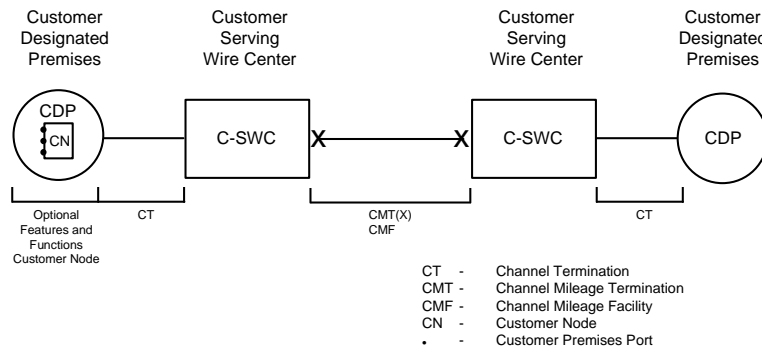 Customer
Designated
Premises
Customer
Serving
Wire Center
Customer
Serving
Wire Center
Customer
Designated
Premises
CDP
CN
C-SWC
X
X
C-SWC
CDP
Optional
Features and
Functions
Customer Node
CT
CMT(X)
CMF
CT
CT - Channel Termination
CMT - Channel Mileage Termination
CMF - Channel Mileage Facility
CN - Customer Node
• - Customer Premises Port